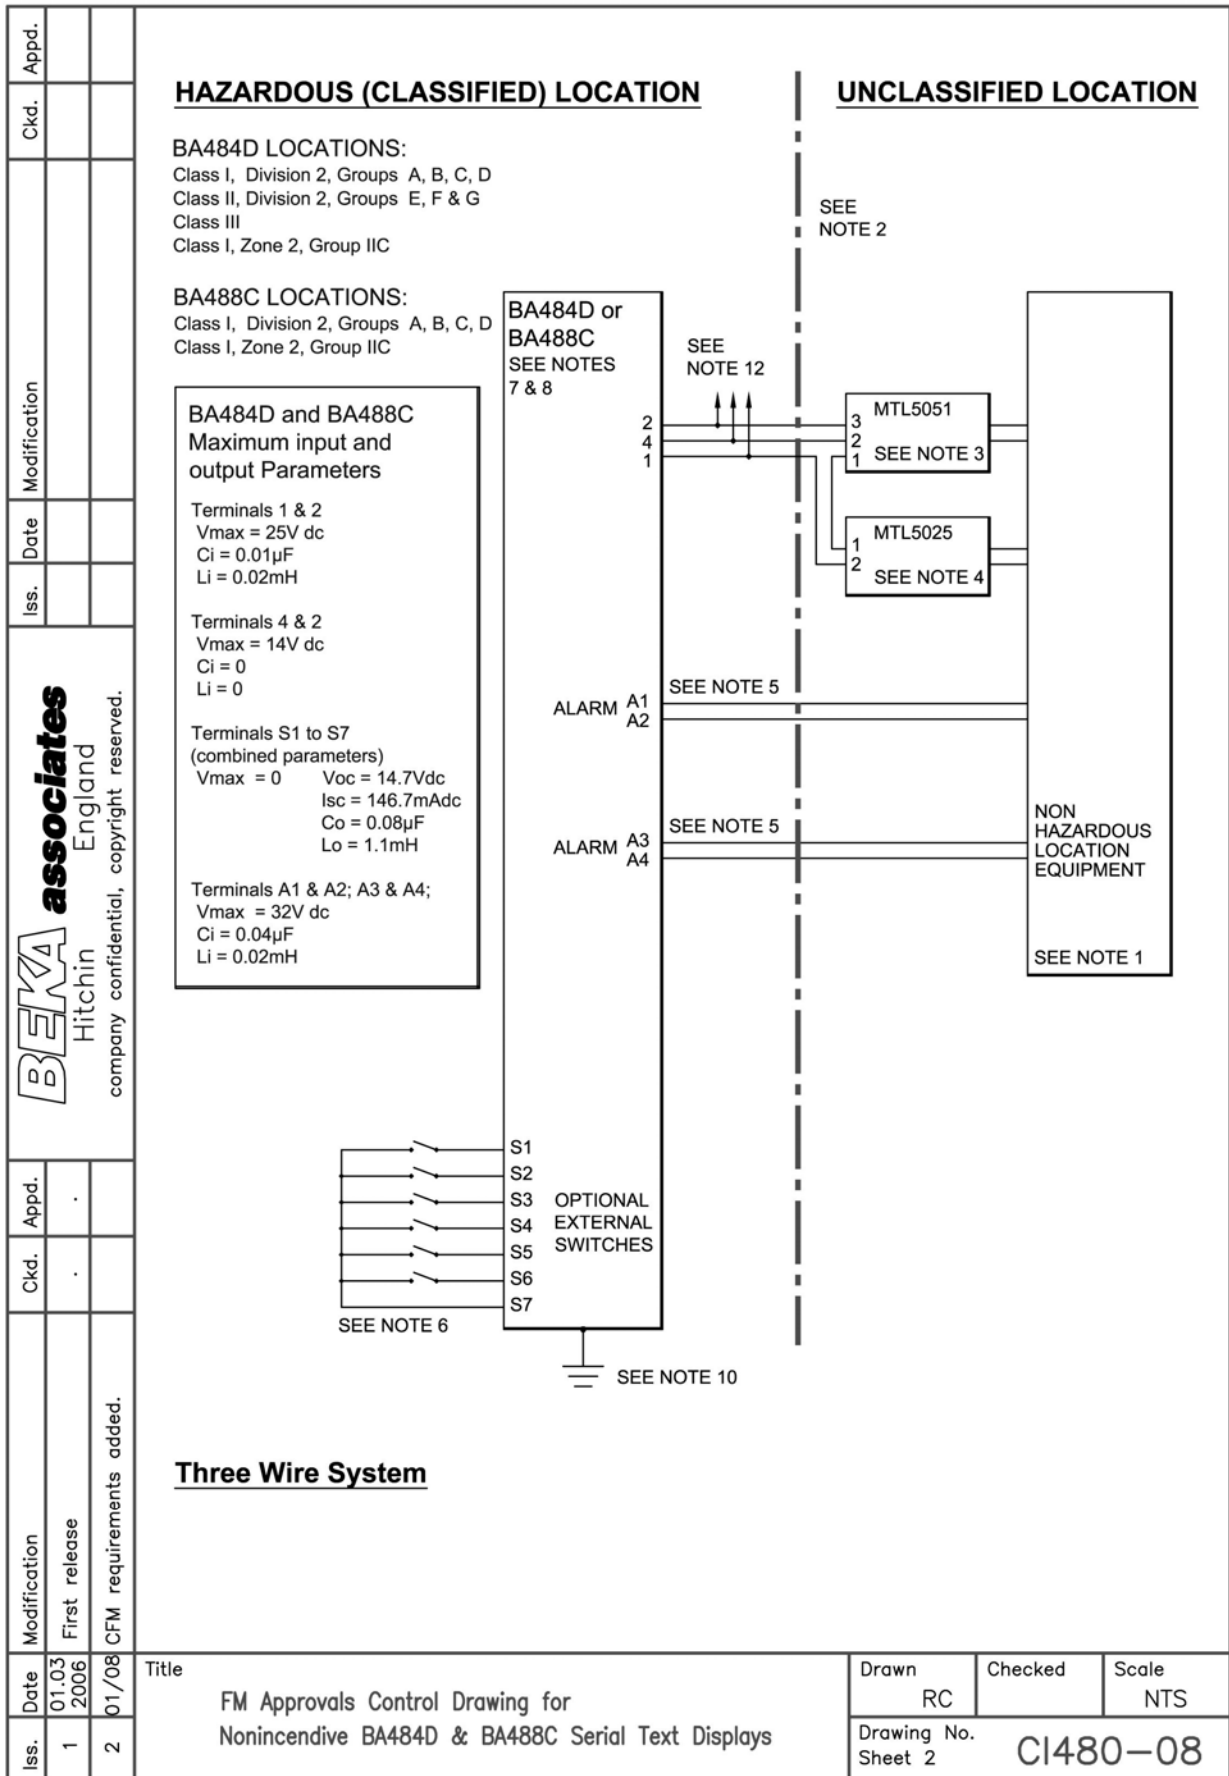 HAZARDOUS (CLASSIFIED) LOCATION
UNCLASSIFIED LOCATION
BA484D LOCATIONS:
Class I, Division 2, Groups A, B, C, D
Class II, Division 2, Groups E, F & G
Class III
Class I, Zone 2, Group IIC
SEE
NOTE 2
BA488C LOCATIONS:
Class I, Division 2, Groups A, B, C, D
Class I, Zone 2, Group IIC
BA484D and BA488C
Maximum input and
output Parameters
Terminals 1 & 2
Vmax = 25V dc
Ci = 0.01µF
Li = 0.02mH
Terminals 4 & 2
Vmax = 14V dc
Ci = 0
Li = 0
Terminals S1 to S7
(combined parameters)
Vmax = 0 Voc = 14.7Vdc
Isc = 146.7mAdc
Co = 0.08µF
Lo = 1.1mH
Terminals A1 & A2; A3 & A4;
Vmax = 32V dc
Ci = 0.04µF
Li = 0.02mH
BA484D or
BA488C
SEE NOTES
7 & 8
2
4
1
SEE
NOTE 12
MTL5051
3
2
1
SEE NOTE 3
MTL5025
1
2
SEE NOTE 4
ALARM A1
A2
SEE NOTE 5
ALARM A3
A4
SEE NOTE 5
NON
HAZARDOUS
LOCATION
EQUIPMENT
SEE NOTE 1
S1
S2
S3
S4
S5
S6
S7
OPTIONAL
EXTERNAL
SWITCHES
SEE NOTE 6
SEE NOTE 10
Three Wire System
Iss. Date Modification Ckd. Appd.
BEKA associates
Hitchin England
company confidential, copyright reserved.
Iss. Date Modification Ckd. Appd.
1 01.03 2006 First release . .
2 01/08 CFM requirements added.
Title
FM Approvals Control Drawing for
Nonincendive BA484D & BA488C Serial Text Displays
Drawn
RC
Checked
Scale
NTS
Drawing No.
Sheet 2
CI480-08